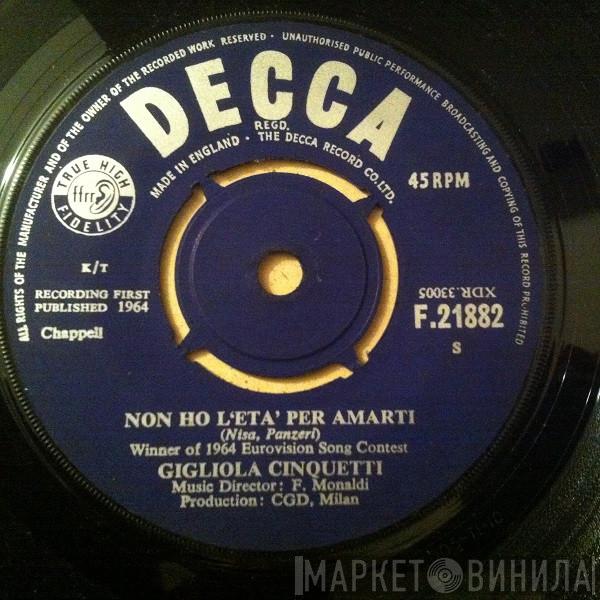 ALL RIGHTS OF THE MANUFACTURER AND OF THE OWNER OF THE RECORDED WORK RESERVED · UNAUTHORISED PUBLIC PERFORMANCE BROADCASTING AND COPYING OF THIS RECORD PROHIBITED
DECCA
REGD.
MADE IN ENGLAND · THE DECCA RECORD CO. LTD.
TRUE HIGH
ffrr
FIDELITY
45 RPM
K/T
RECORDING FIRST
PUBLISHED 1964
Chappell
XDR.33005
F.21882
S
NON HO L'ETA' PER AMARTI
(Nisa, Panzeri)
Winner of 1964 Eurovision Song Contest
GIGLIOLA CINQUETTI
Music Director: F. Monaldi
Production: CGD, Milan
МАРКЕТ ВИНИЛА